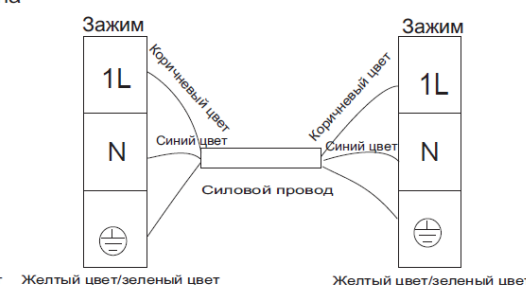 на
Зажим
Зажим
1L
Коричневый цвет
Коричневый цвет
1L
N
Синий цвет
Синий цвет
N
Силовой провод
т
Желтый цвет/зеленый цвет
Желтый цвет/зеленый цвет